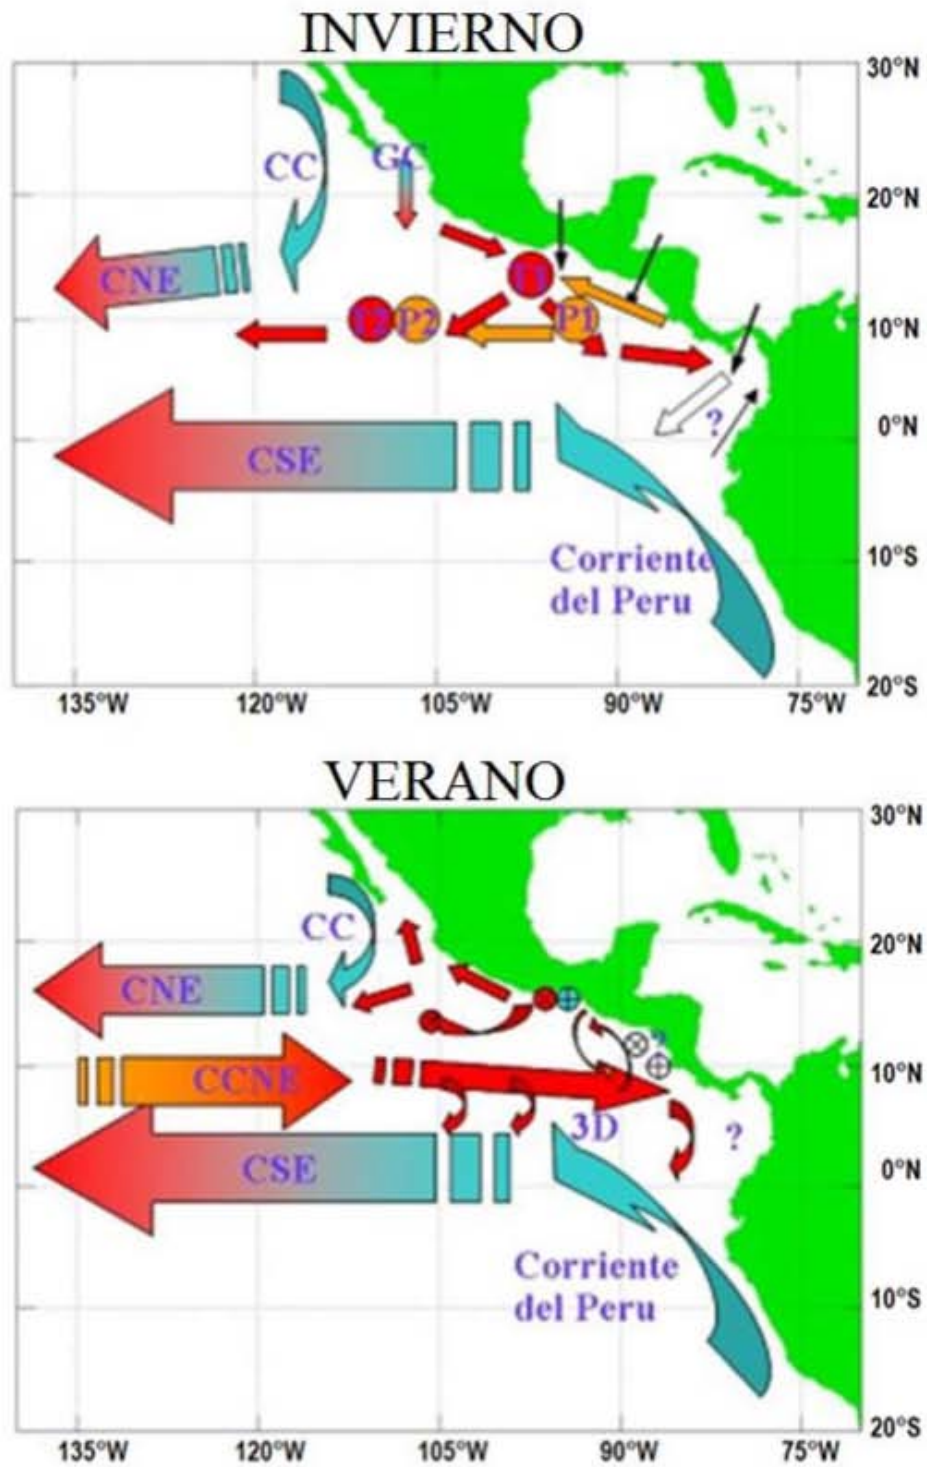 INVIERNO
30°N
CC
GC
20°N
CNE
T1
T2 P2 P1
10°N
?
0°N
CSE
Corriente
del Peru
10°S
20°S
135°W 120°W 105°W 90°W 75°W
VERANO
30°N
CC
20°N
CNE
?
CCNE
10°N
3D
?
CSE
0°N
Corriente
del Peru
10°S
20°S
135°W 120°W 105°W 90°W 75°W